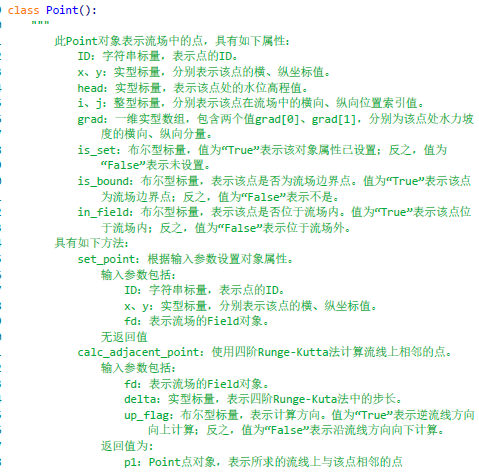 class Point():
"""
此Point对象表示流场中的点，具有如下属性：
ID：字符串标量，表示点的ID。
x、y：实型标量，分别表示该点的横、纵坐标值。
head：实型标量，表示该点处的水位高程值。
i、j：整型标量，分别表示该点在流场中的横向、纵向位置索引值。
grad：一维实型数组，包含两个值grad[0]、grad[1]，分别为该点处水力坡
度的横向、纵向分量。
is_set：布尔型标量，值为“True”表示该对象属性已设置；反之，值为
“False”表示未设置。
is_bound：布尔型标量，表示该点是否为流场边界点。值为“True”表示该点
为流场边界点；反之，值为“False”表示不是。
in_field：布尔型标量，表示该点是否位于流场内。值为“True”表示该点位
于流场内；反之，值为“False”表示位于流场外。
具有如下方法：
set_point：根据输入参数设置对象属性。
输入参数包括：
ID：字符串标量，表示点的ID。
x、y：实型标量，分别表示该点的横、纵坐标值。
fd：表示流场的Field对象。
无返回值
calc_adjacent_point：使用四阶Runge-Kutta法计算流线上相邻的点。
输入参数包括：
fd：表示流场的Field对象。
delta：实型标量，表示四阶Runge-Kuta法中的步长。
up_flag：布尔型标量，表示计算方向。值为“True”表示逆流线方向
向上计算；反之，值为“False”表示沿流线方向向下计算。
返回值为：
p1：Point点对象，表示所求的流线上与该点相邻的点